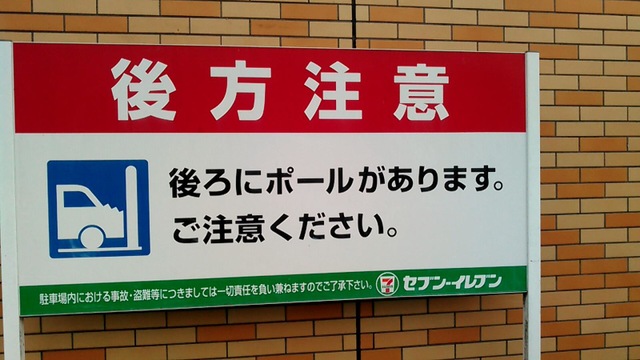 後方注意
後ろにポールがあります。
ご注意ください。
駐車場内における事故・盗難等につきましては一切責任を負い兼ねますのでご了承下さい。 セブン-イレブン